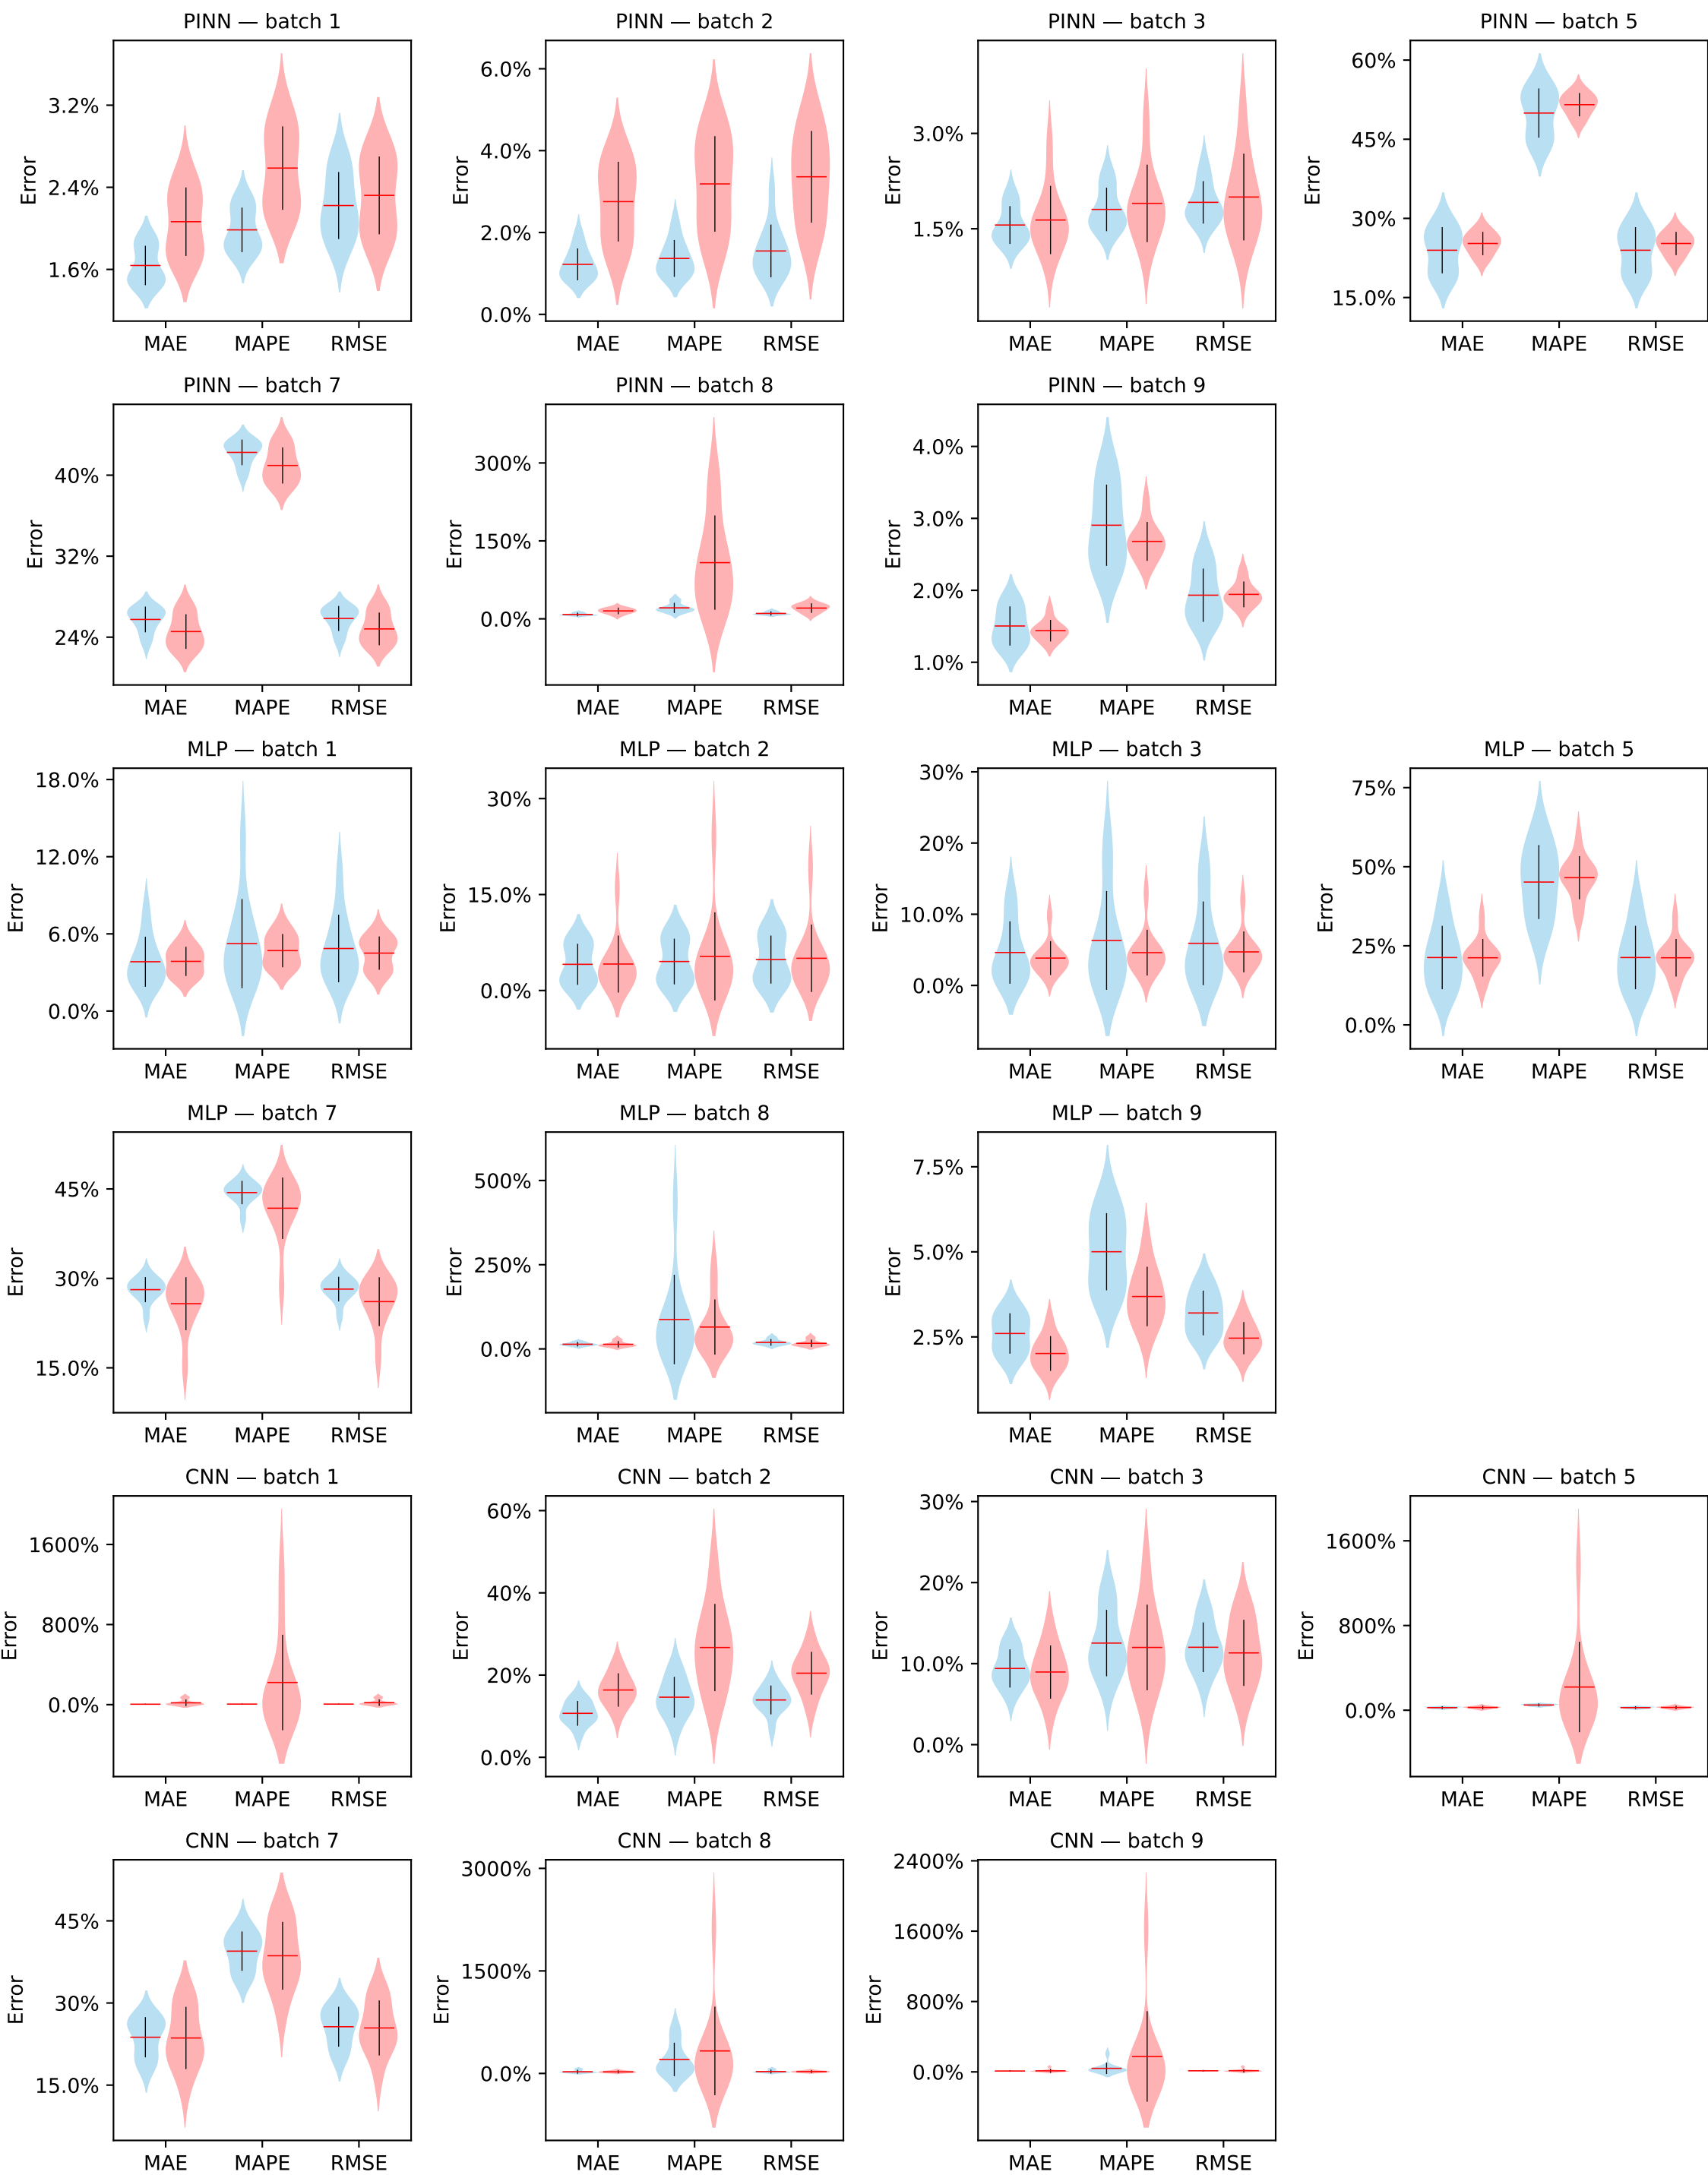 PINN — batch 1
3.2%
2.4%
1.6%
Error
MAE MAPE RMSE
PINN — batch 2
6.0%
4.0%
2.0%
0.0%
Error
MAE MAPE RMSE
PINN — batch 3
3.0%
1.5%
Error
MAE MAPE RMSE
PINN — batch 5
60%
45%
30%
15.0%
Error
MAE MAPE RMSE
PINN — batch 7
40%
32%
24%
Error
MAE MAPE RMSE
PINN — batch 8
300%
150%
0.0%
Error
MAE MAPE RMSE
PINN — batch 9
4.0%
3.0%
2.0%
1.0%
Error
MAE MAPE RMSE
MLP — batch 1
18.0%
12.0%
6.0%
0.0%
Error
MAE MAPE RMSE
MLP — batch 2
30%
15.0%
0.0%
Error
MAE MAPE RMSE
MLP — batch 3
30%
20%
10.0%
0.0%
Error
MAE MAPE RMSE
MLP — batch 5
75%
50%
25%
0.0%
Error
MAE MAPE RMSE
MLP — batch 7
45%
30%
15.0%
Error
MAE MAPE RMSE
MLP — batch 8
500%
250%
0.0%
Error
MAE MAPE RMSE
MLP — batch 9
7.5%
5.0%
2.5%
Error
MAE MAPE RMSE
CNN — batch 1
1600%
800%
0.0%
Error
MAE MAPE RMSE
CNN — batch 2
60%
40%
20%
0.0%
Error
MAE MAPE RMSE
CNN — batch 3
30%
20%
10.0%
0.0%
Error
MAE MAPE RMSE
CNN — batch 5
1600%
800%
0.0%
Error
MAE MAPE RMSE
CNN — batch 7
45%
30%
15.0%
Error
MAE MAPE RMSE
CNN — batch 8
3000%
1500%
0.0%
Error
MAE MAPE RMSE
CNN — batch 9
2400%
1600%
800%
0.0%
Error
MAE MAPE RMSE